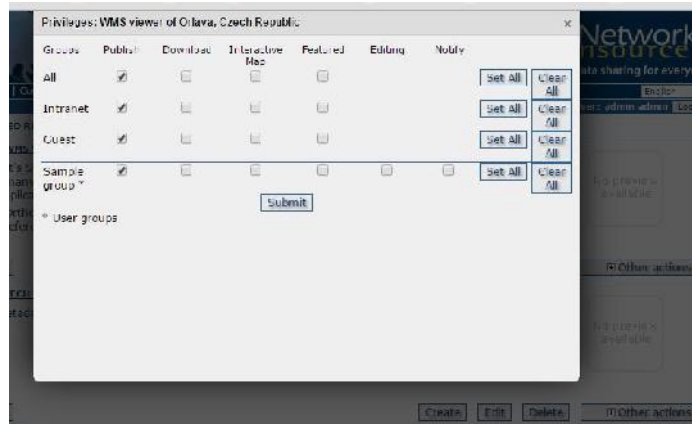 Privileges: WMS viewer of Orlava, Czech Republic ×
Groups Publish Download Interactive Map Featured Editing Notify
All Set All Clear All
Intranet Set All Clear All
Guest Set All Clear All
Sample group * Set All Clear All
Submit
* User groups
Network
ata sharing for every
English
admin admin
No preview available
Other actions
No preview available
Create Edit Delete Other actions